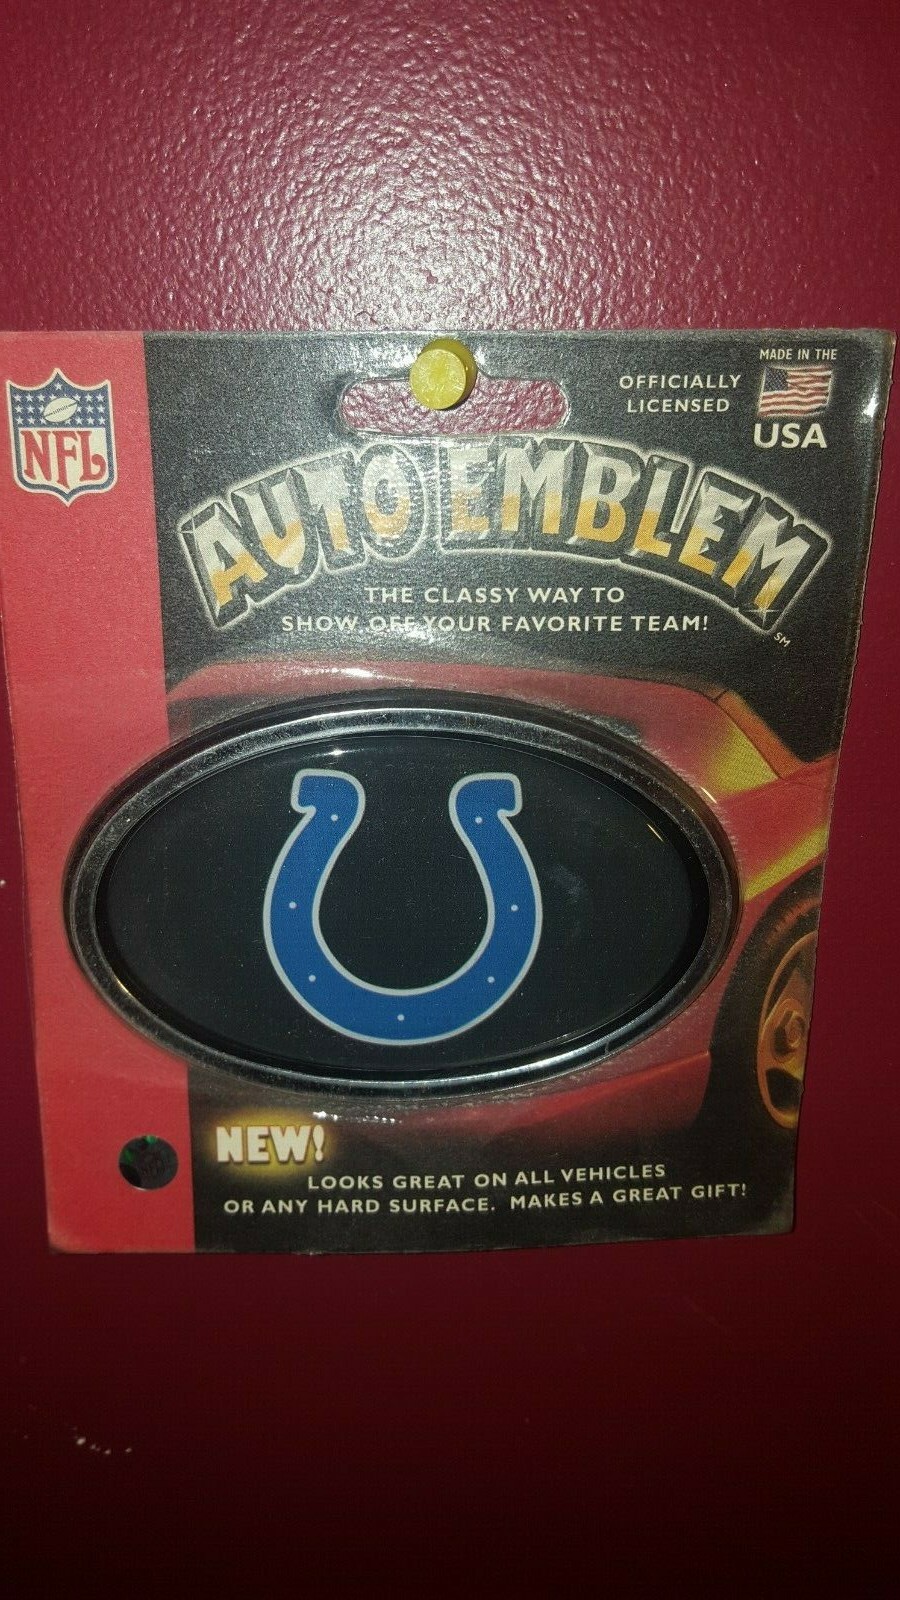 MADE IN THE
OFFICIALLY
LICENSED
USA
NFL
AUTO EMBLEM
THE CLASSY WAY TO
SHOW OFF YOUR FAVORITE TEAM!
SM
NEW!
LOOKS GREAT ON ALL VEHICLES
OR ANY HARD SURFACE. MAKES A GREAT GIFT!